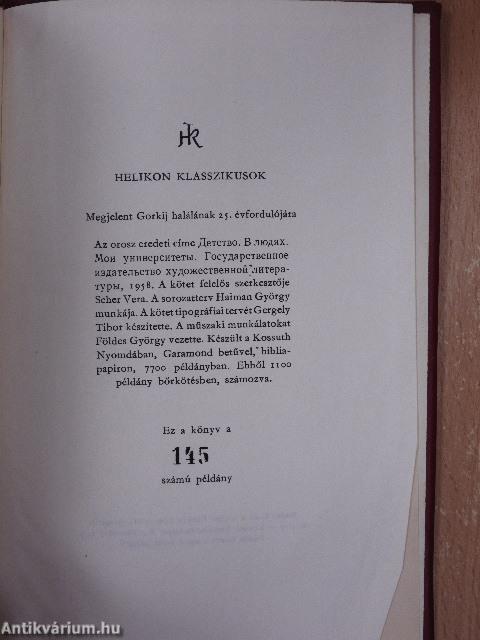 HK
HELIKON KLASSZIKUSOK
Megjelent Gorkij halálának 25. évfordulójára
Az orosz eredeti címe Детство. В людях.
Мои университеты. Государственное
издательство художественной литера-
туры, 1958. A kötet felelős szerkesztője
Scher Vera. A sorozatterv Haiman György
munkája. A kötet tipográfiai tervét Gergely
Tibor készítette. A műszaki munkálatokat
Földes György vezette. Készült a Kossuth
Nyomdában, Garamond betűvel, biblia-
papiron, 7700 példányban. Ebből 1100
példány bőrkötésben, számozva.
Ez a könyv a
145
számú példány
Antikvárium.hu